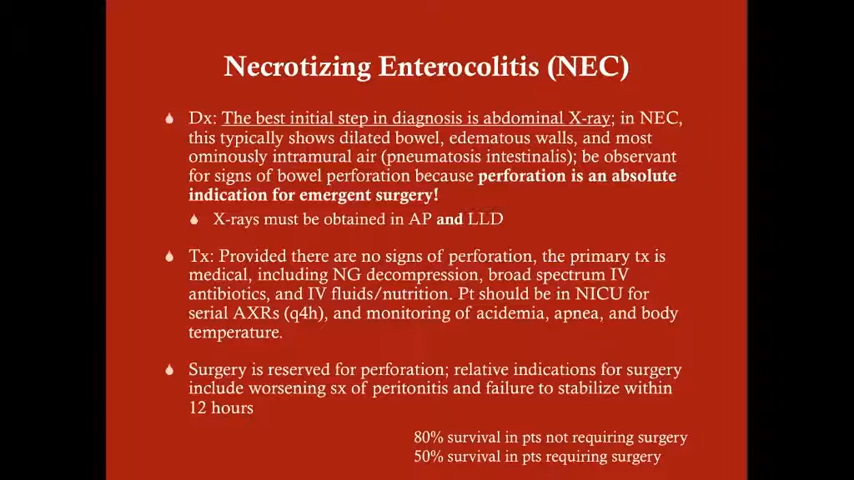 Necrotizing Enterocolitis (NEC)
Dx: The best initial step in diagnosis is abdominal X-ray; in NEC,
this typically shows dilated bowel, edematous walls, and most
ominously intramural air (pneumatosis intestinalis); be observant
for signs of bowel perforation because perforation is an absolute
indication for emergent surgery!
X-rays must be obtained in AP and LLD
Tx: Provided there are no signs of perforation, the primary tx is
medical, including NG decompression, broad spectrum IV
antibiotics, and IV fluids/nutrition. Pt should be in NICU for
serial AXRs (q4h), and monitoring of acidemia, apnea, and body
temperature.
Surgery is reserved for perforation; relative indications for surgery
include worsening sx of peritonitis and failure to stabilize within
12 hours
80% survival in pts not requiring surgery
50% survival in pts requiring surgery